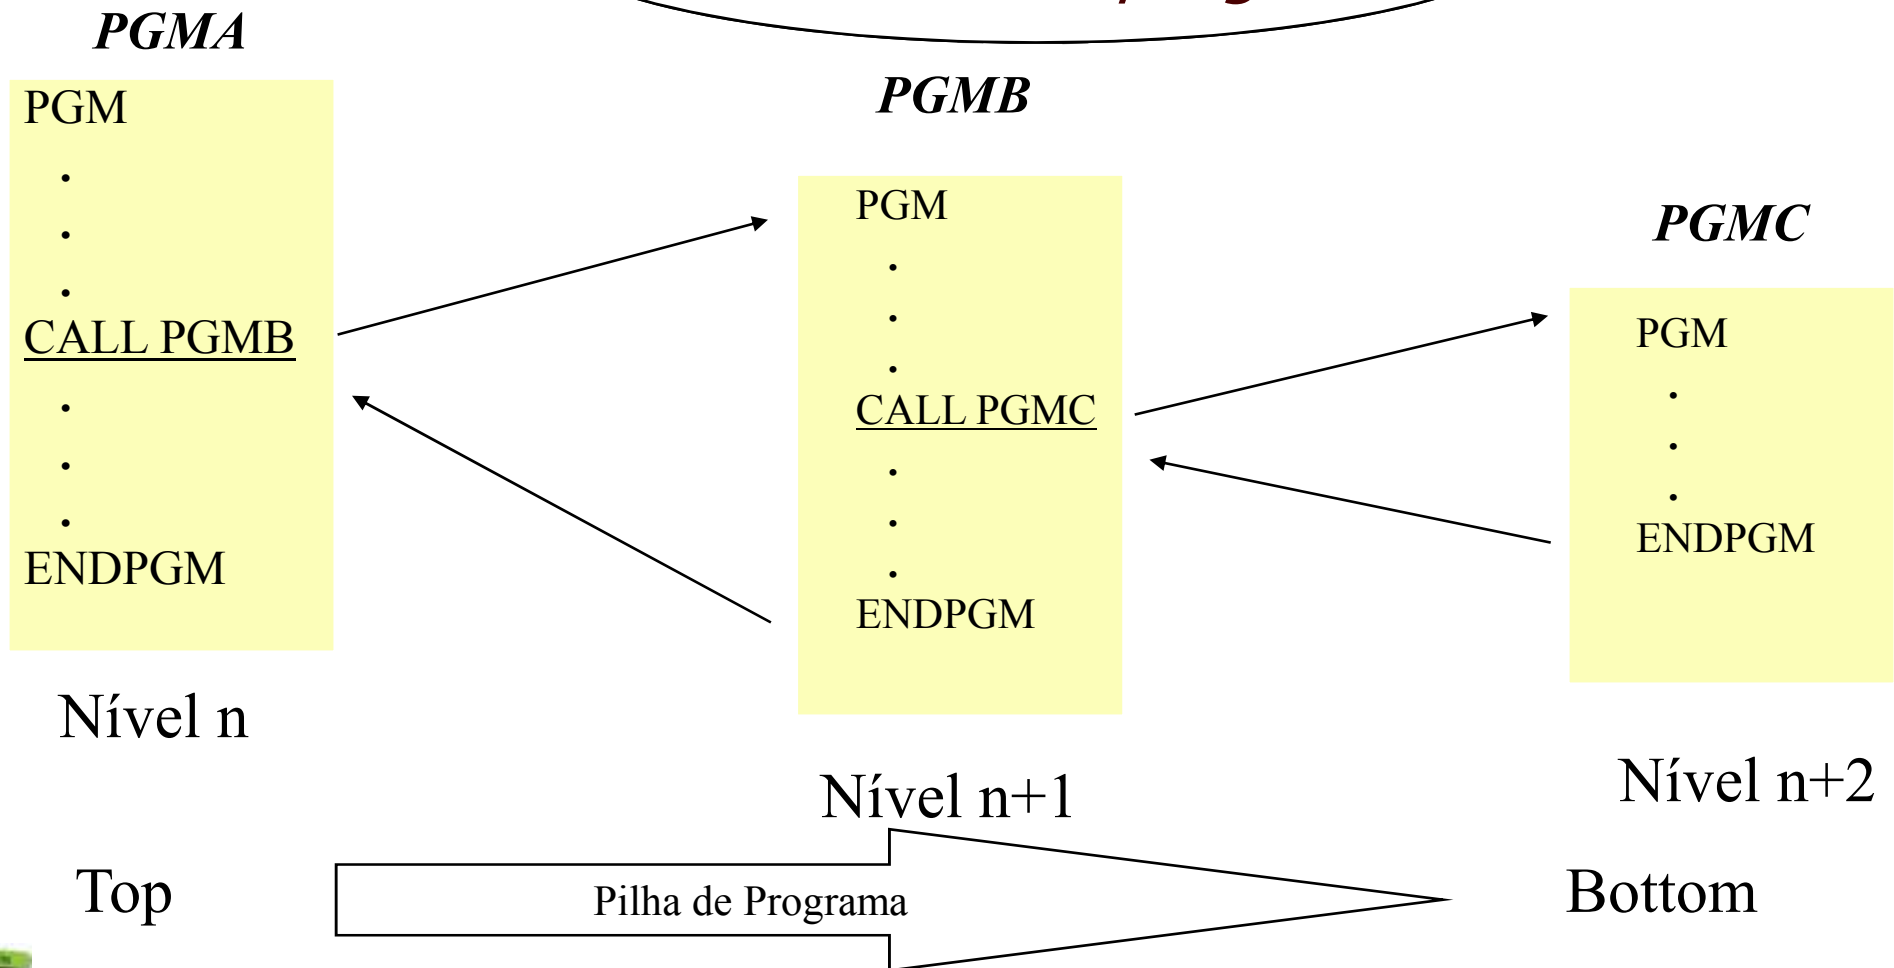 PGMA
PGM
.
.
.
CALL PGMB
.
.
.
ENDPGM
Nível n
PGMB
PGM
.
.
.
CALL PGMC
.
.
.
ENDPGM
Nível n+1
PGMC
PGM
.
.
.
ENDPGM
Nível n+2
Top
Pilha de Programa
Bottom